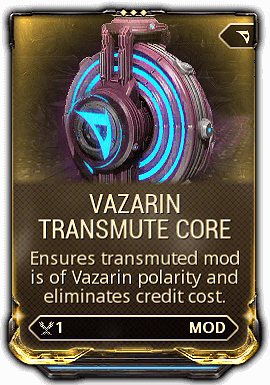 VAZARIN
TRANSMUTE CORE
Ensures transmuted mod
is of Vazarin polarity and
eliminates credit cost.
1 MOD